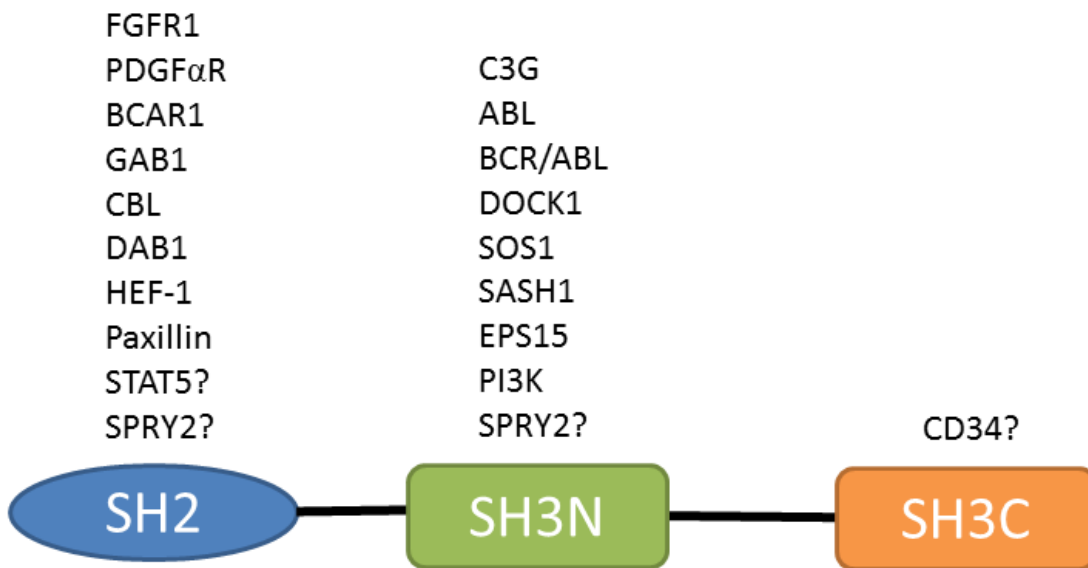 FGFR1
PDGFαR
BCAR1
GAB1
CBL
DAB1
HEF-1
Paxillin
STAT5?
SPRY2?
C3G
ABL
BCR/ABL
DOCK1
SOS1
SASH1
EPS15
PI3K
SPRY2?
CD34?
SH2
SH3N
SH3C